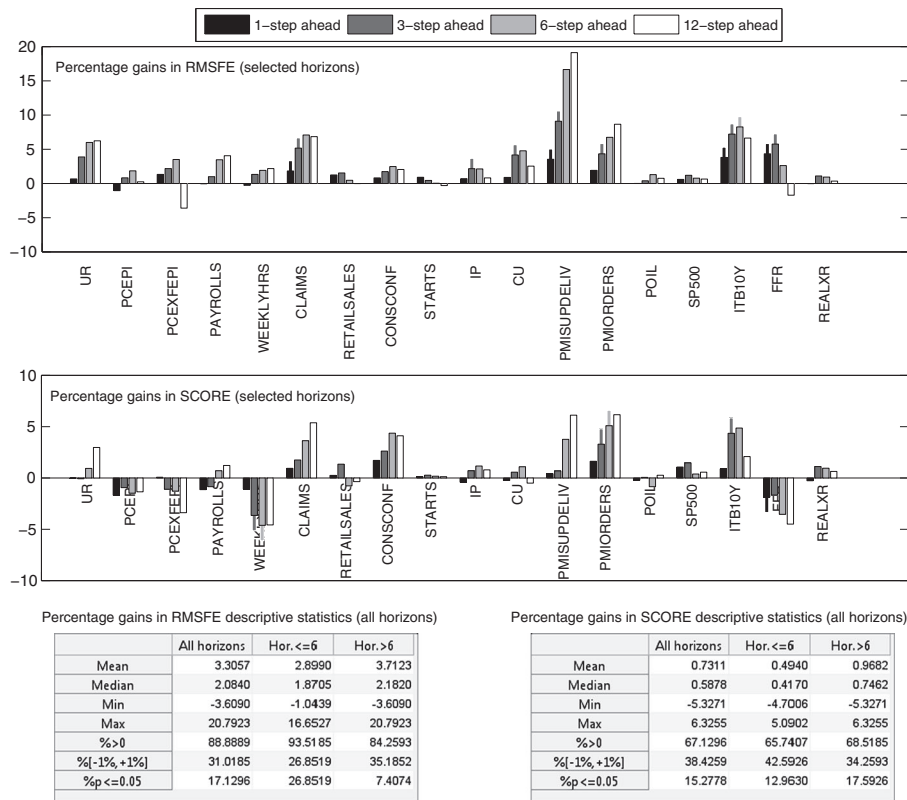 1−step ahead 3−step ahead 6−step ahead 12−step ahead
Percentage gains in RMSFE (selected horizons)
20
15
10
5
0
−5
−10
UR PCEPI PCEXFEPI PAYROLLS WEEKLYHRS CLAIMS RETAILSALES CONSCONF STARTS IP CU PMISUPDELIV PMIORDERS POIL SP500 ITB10Y FFR REALXR
Percentage gains in SCORE (selected horizons)
10
5
0
−5
−10
UR PCEPI PCEXFEPI PAYROLLS CLAIMS RETAILSALES CONSCONF STARTS IP CU PMISUPDELIV PMIORDERS POIL SP500 ITB10Y REALXR
Percentage gains in RMSFE descriptive statistics (all horizons)
All horizons Hor.<=6 Hor.>6
Mean 3.3057 2.8990 3.7123
Median 2.0840 1.8705 2.1820
Min -3.6090 -1.0439 -3.6090
Max 20.7923 16.6527 20.7923
%>0 88.8889 93.5185 84.2593
%[-1%,+1%] 31.0185 26.8519 35.1852
%p<=0.05 17.1296 26.8519 7.4074
Percentage gains in SCORE descriptive statistics (all horizons)
All horizons Hor.<=6 Hor.>6
Mean 0.7311 0.4940 0.9682
Median 0.5878 0.4170 0.7462
Min -5.3271 -4.7006 -5.3271
Max 6.3255 5.0902 6.3255
%>0 67.1296 65.7407 68.5185
%[-1%,+1%] 38.4259 42.5926 34.2593
%p<=0.05 15.2778 12.9630 17.5926